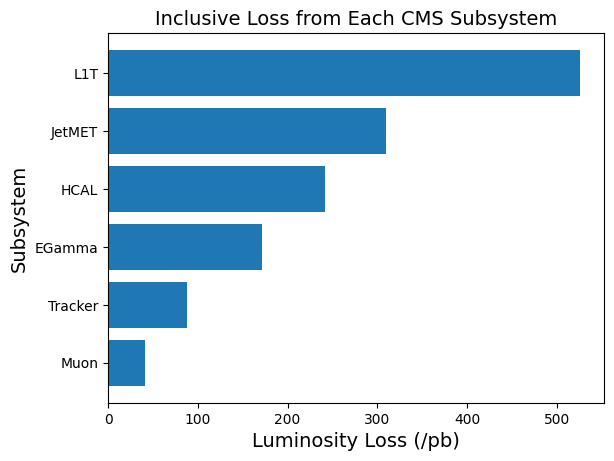 Inclusive Loss from Each CMS Subsystem
L1T
JetMET
HCAL
EGamma
Tracker
Muon
Subsystem
0 100 200 300 400 500
Luminosity Loss (/pb)